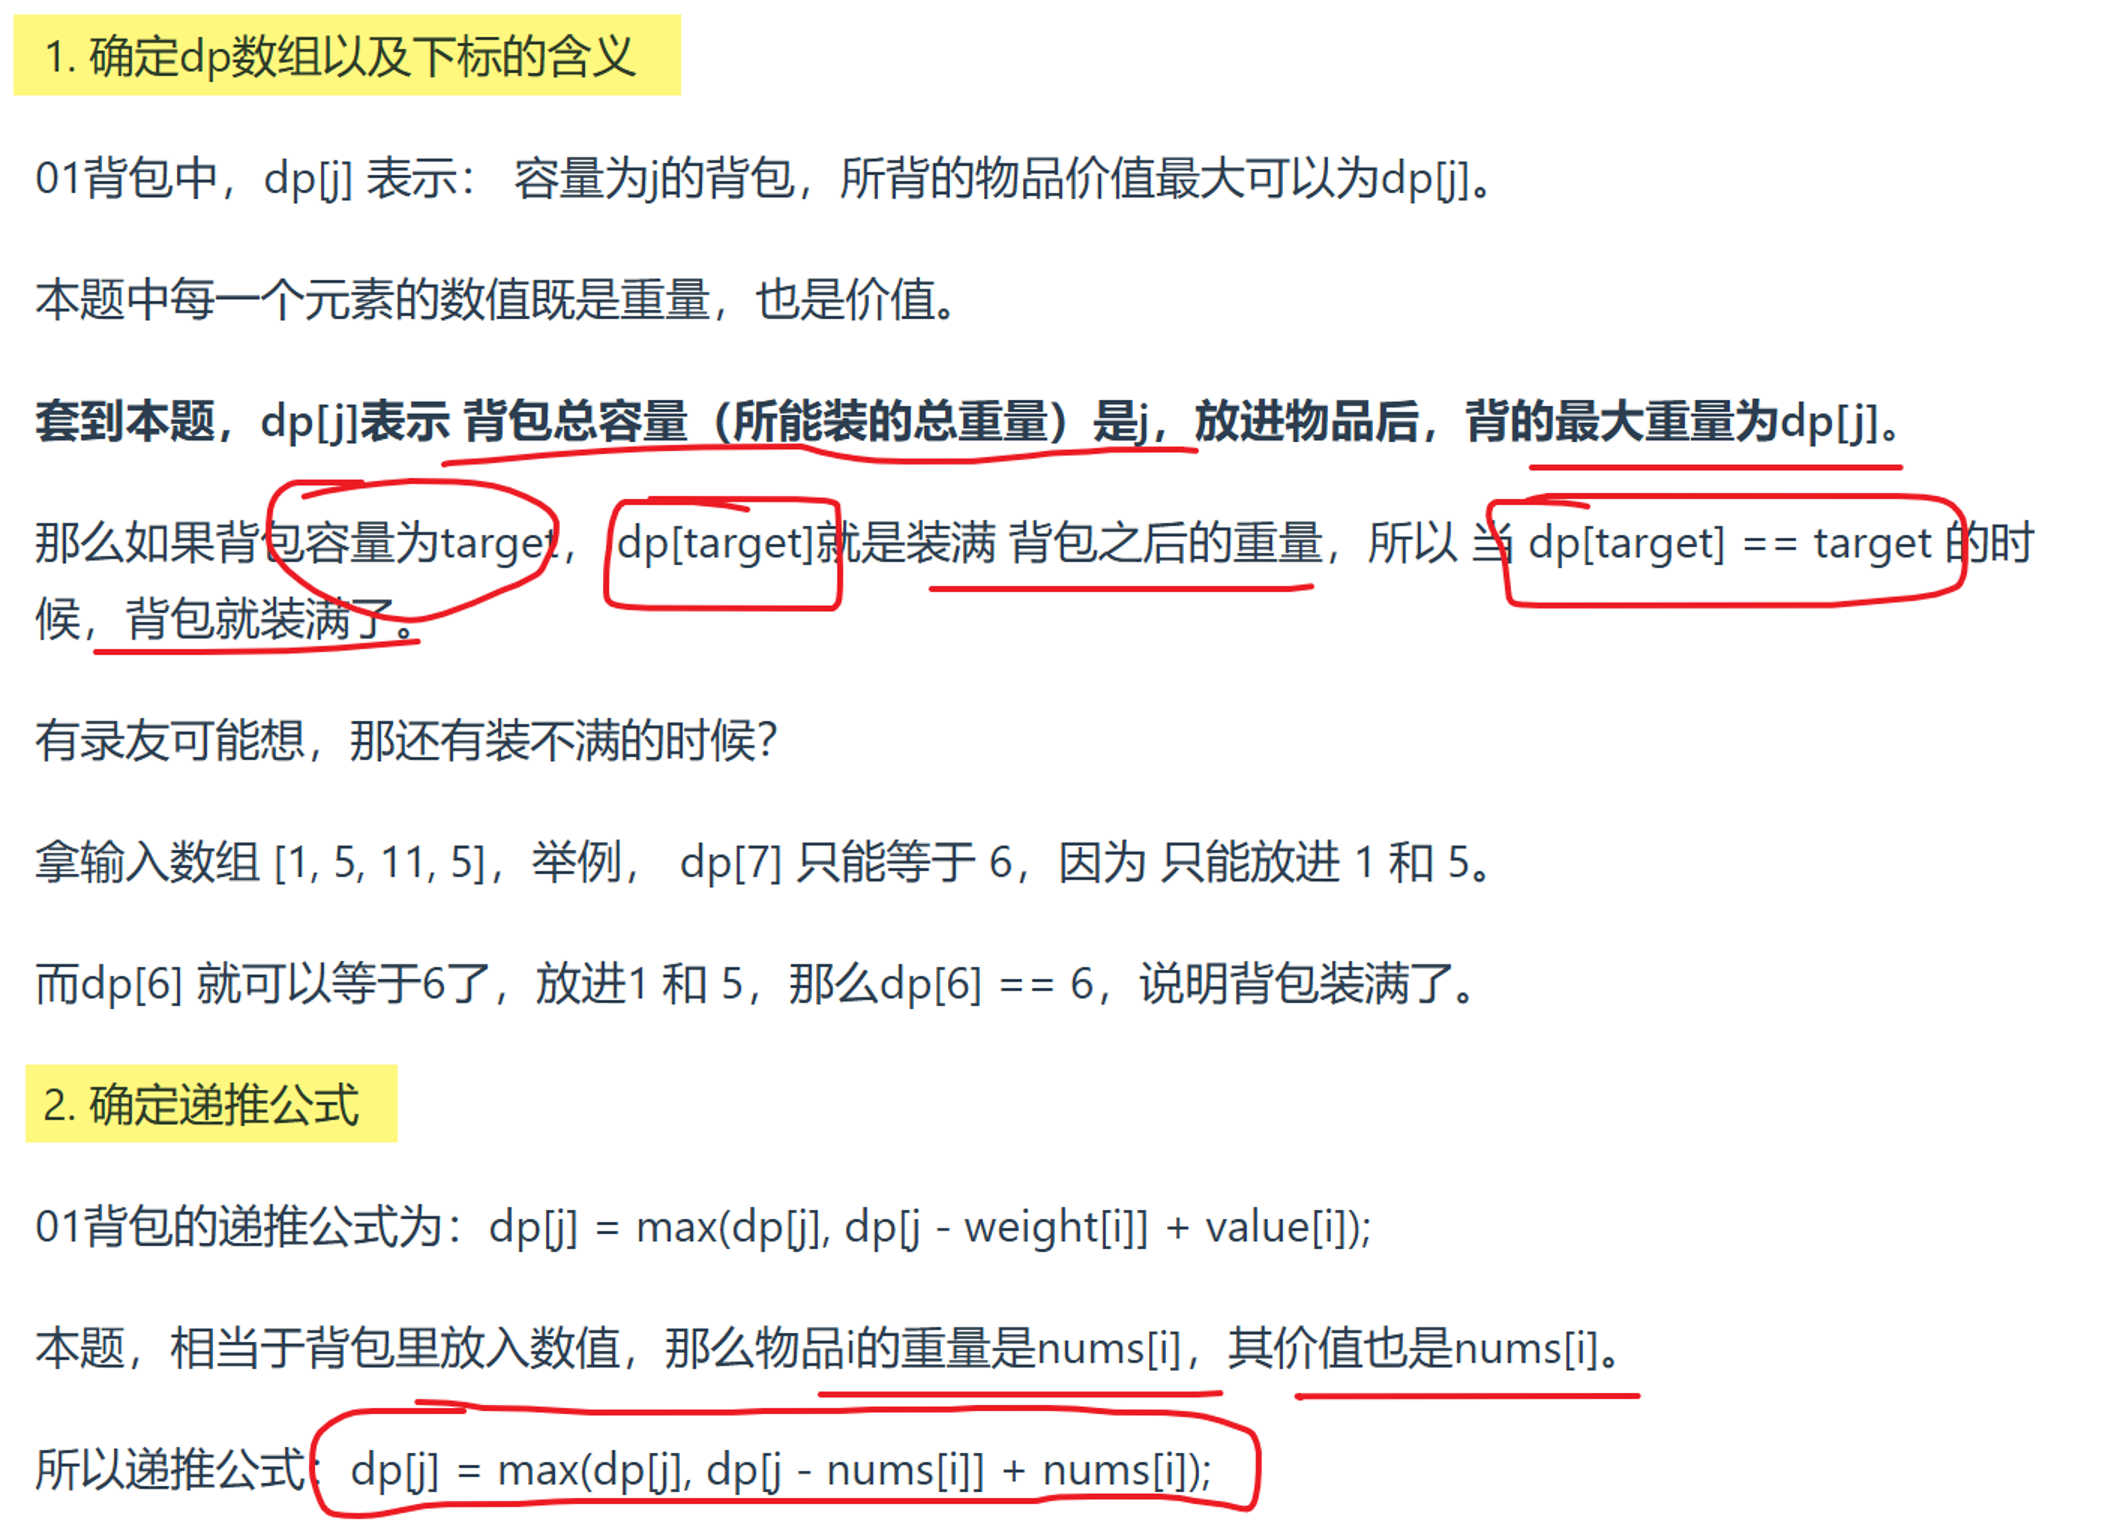 1. 确定dp数组以及下标的含义
01背包中，dp[j] 表示： 容量为j的背包，所背的物品价值最大可以为dp[j]。
本题中每一个元素的数值既是重量，也是价值。
套到本题，dp[j]表示 背包总容量（所能装的总重量）是j，放进物品后，背的最大重量为dp[j]。
那么如果背包容量为target， dp[target]就是装满 背包之后的重量，所以 当 dp[target] == target 的时
候，背包就装满了。
有录友可能想，那还有装不满的时候？
拿输入数组 [1, 5, 11, 5]，举例， dp[7] 只能等于 6，因为 只能放进 1 和 5。
而dp[6] 就可以等于6了，放进1 和 5，那么dp[6] == 6，说明背包装满了。
2. 确定递推公式
01背包的递推公式为：dp[j] = max(dp[j], dp[j - weight[i]] + value[i]);
本题，相当于背包里放入数值，那么物品i的重量是nums[i]，其价值也是nums[i]。
所以递推公式：dp[j] = max(dp[j], dp[j - nums[i]] + nums[i]);